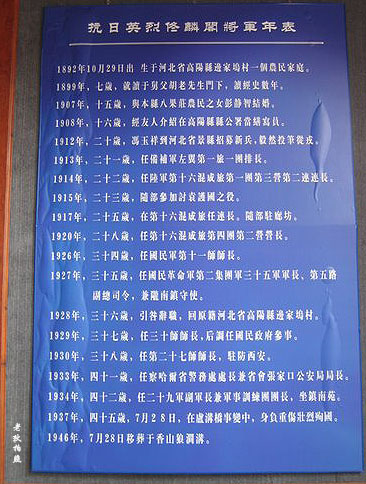 抗日英烈佟麟閣將軍年表
1892年10月29日出 生于河北省高陽縣邊家塢村一個農民家庭。
1899年，七歲，就讀于舅父胡老先生門下，讀經史數年。
1907年，十五歲，與本縣八果莊農民之女彭静智結婚。
1908年，十六歲，經友人介紹在高陽縣縣公署當繕寫員。
1912年，二十歲，馮玉祥到河北省景縣招募新兵，毅然投筆從戎。
1913年，二十一歲，任備補軍左翼第一旅一團排長。
1914年，二十二歲，任陸軍第十六混成旅第一團第三營第二連連長。
1915年，二十三歲，隨部參加討袁護國之役。
1917年，二十五歲，在第十六混成旅任連長。隨部駐廊坊。
1920年，二十八歲，任第十六混成旅第四團第二營營長。
1926年，三十四歲，任國民軍第十一師師長。
1927年，三十五歲，任國民革命軍第二集團軍三十五軍軍長、第五路
副總司令，兼隴南鎮守使。
1928年，三十六歲，引咎辭職，回原籍河北省高陽縣邊家塢村。
1929年，三十七歲，任三十師師長，后調任國民政府參事。
1930年，三十八歲，任第二十七師師長，駐防西安。
1933年，四十一歲，任察哈爾省警務處處長兼省會張家口公安局局長。
1934年，四十二歲，任二十九軍副軍長兼軍事訓練團團長，坐鎮南苑。
1937年，四十五歲，7月28日，在盧溝橋事變中，身負重傷壯烈殉國。
1946年，7月28日移葬于香山狼澗溝。
老狄拍摄